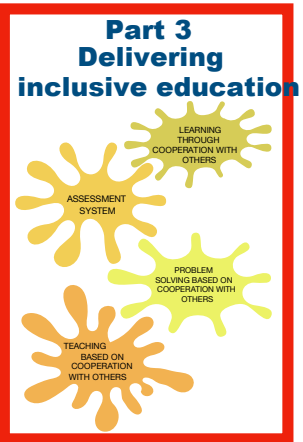 Part 3
Delivering
inclusive education
LEARNING
THROUGH
COOPERATION WITH
OTHERS
ASSESSMENT
SYSTEM
PROBLEM
SOLVING BASED ON
COOPERATION WITH
OTHERS
TEACHING
BASED ON
COOPERATION
WITH OTHERS